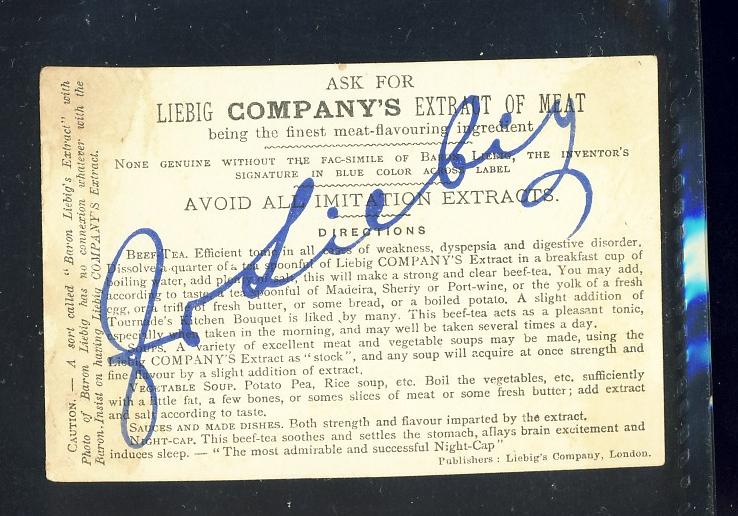 ASK FOR
LIEBIG COMPANY'S EXTRACT OF MEAT
being the finest meat-flavouring ingredient
NONE GENUINE WITHOUT THE FAC-SIMILE OF BARON LIEBIG, THE INVENTOR'S
SIGNATURE IN BLUE COLOR ACROSS LABEL
AVOID ALL IMITATION EXTRACTS.
DIRECTIONS
BEEF-TEA. Efficient tonic in all cases of weakness, dyspepsia and digestive disorder.
Dissolve a quarter of a tea spoonful of Liebig COMPANY'S Extract in a breakfast cup of
boiling water, add plenty of salt, this will make a strong and clear beef-tea. You may add,
according to taste, a tea spoonful of Madeira, Sherry or Port-wine, or the yolk of a fresh
egg, or a trifle of fresh butter, or some bread, or a boiled potato. A slight addition of
Tournade's Kitchen Bouquet is liked by many. This beef-tea acts as a pleasant tonic,
especially when taken in the morning, and may well be taken several times a day.
SOUPS. A variety of excellent meat and vegetable soups may be made, using the
Liebig COMPANY'S Extract as "stock", and any soup will acquire at once strength and
fine flavour by a slight addition of extract.
VEGETABLE SOUP. Potato Pea, Rice soup, etc. Boil the vegetables, etc. sufficiently
with a little fat, a few bones, or somes slices of meat or some fresh butter; add extract
and salt according to taste.
SAUCES AND MADE DISHES. Both strength and flavour imparted by the extract.
NIGHT-CAP. This beef-tea soothes and settles the stomach, allays brain excitement and
induces sleep. — "The most admirable and successful Night-Cap"
Publishers : Liebig's Company, London.
CAUTION. — A sort called "Baron Liebig's Extract" with
Photo of Baron Liebig has no connexion whatever with the
Baron. Insist on having Liebig COMPANY'S Extract.
J v Liebig